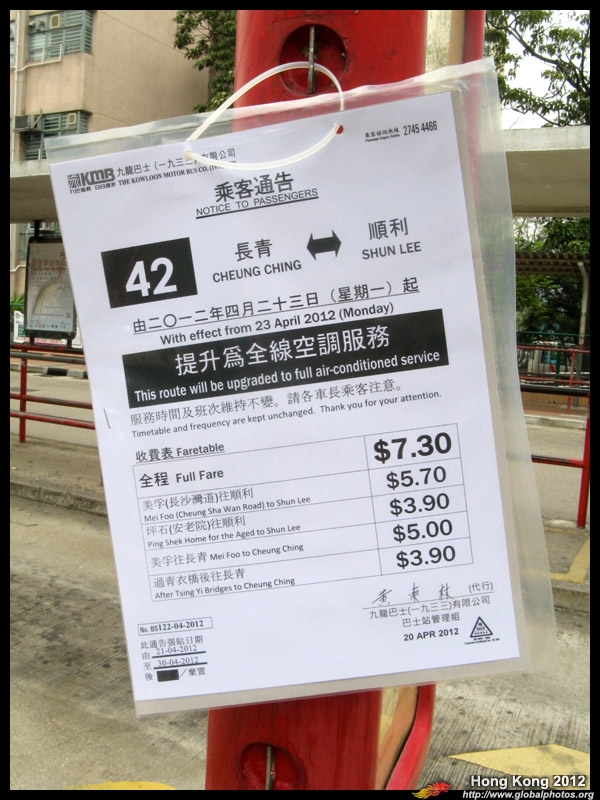 乘客諮詢熱線 2745 4466
Passenger Enquiry Hotline
KMB 九龍巴士(一九三三)有限公司
THE KOWLOON MOTOR BUS CO. (1933)
乘客通告
NOTICE TO PASSENGERS
42
長青 順利
CHEUNG CHING SHUN LEE
由二〇一二年四月二十三日(星期一)起
With effect from 23 April 2012 (Monday)
提升為全線空調服務
This route will be upgraded to full air-conditioned service
服務時間及班次維持不變。請各車長乘客注意。
Timetable and frequency are kept unchanged. Thank you for your attention.
收費表 Faretable
全程 Full Fare $7.30
美孚(長沙灣道)往順利
Mei Foo (Cheung Sha Wan Road) to Shun Lee $5.70
坪石(安老院)往順利
Ping Shek Home for the Aged to Shun Lee $3.90
美孚往長青 Mei Foo to Cheung Ching $5.00
過青衣橋後往長青
After Tsing Yi Bridges to Cheung Ching $3.90
(代行)
九龍巴士(一九三三)有限公司
巴士站管理組
20 APR 2012
No. BS122-04-2012
此通告張貼日期
由 21-04-2012
至 30-04-2012
後 /棄置
Hong Kong 2012
http://www.globalphotos.org